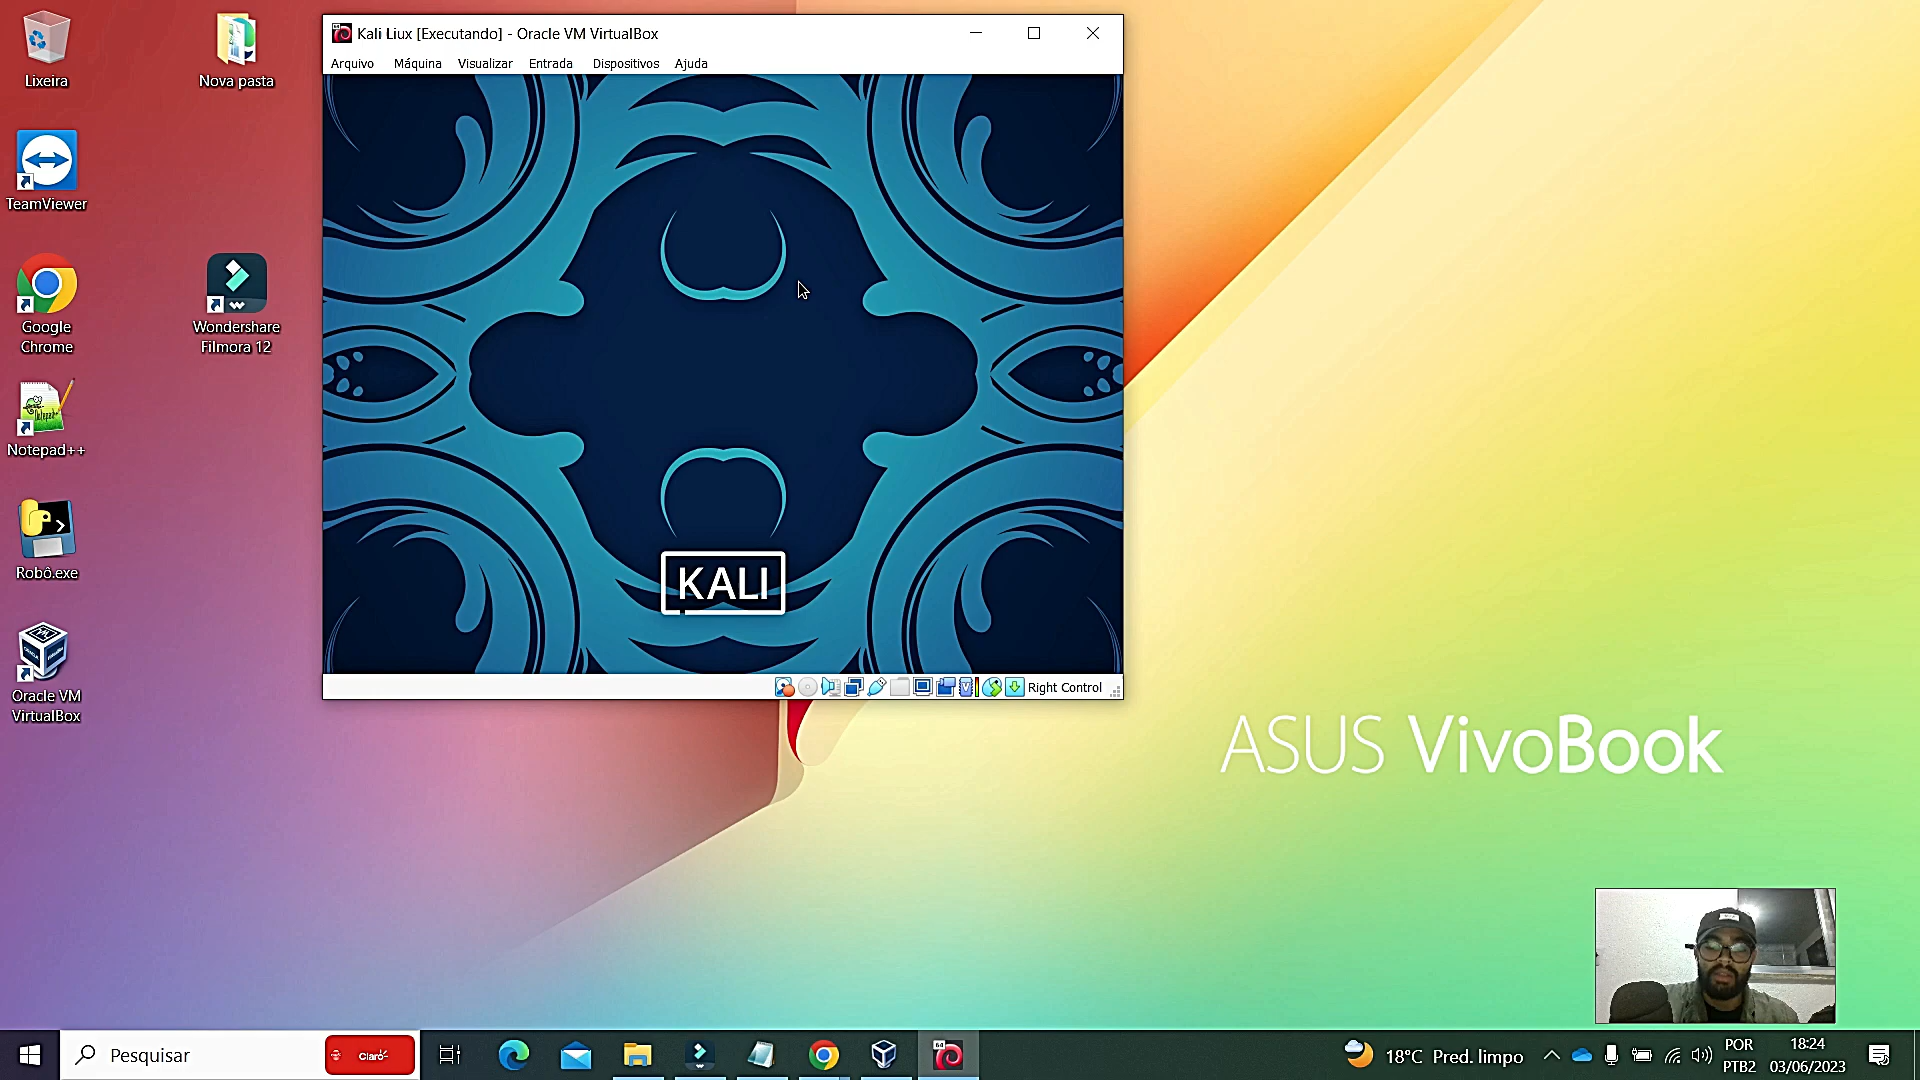 Kali Liux [Executando] - Oracle VM VirtualBox
Arquivo Máquina Visualizar Entrada Dispositivos Ajuda
Lixeira
Nova pasta
TeamViewer
Google
Chrome
Wondershare
Filmora 12
Notepad++
Robô.exe
Oracle VM
VirtualBox
KALI
Right Control
ASUS VivoBook
Pesquisar
Claro
18°C Pred. limpo
POR
PTB2
18:24
03/06/2023